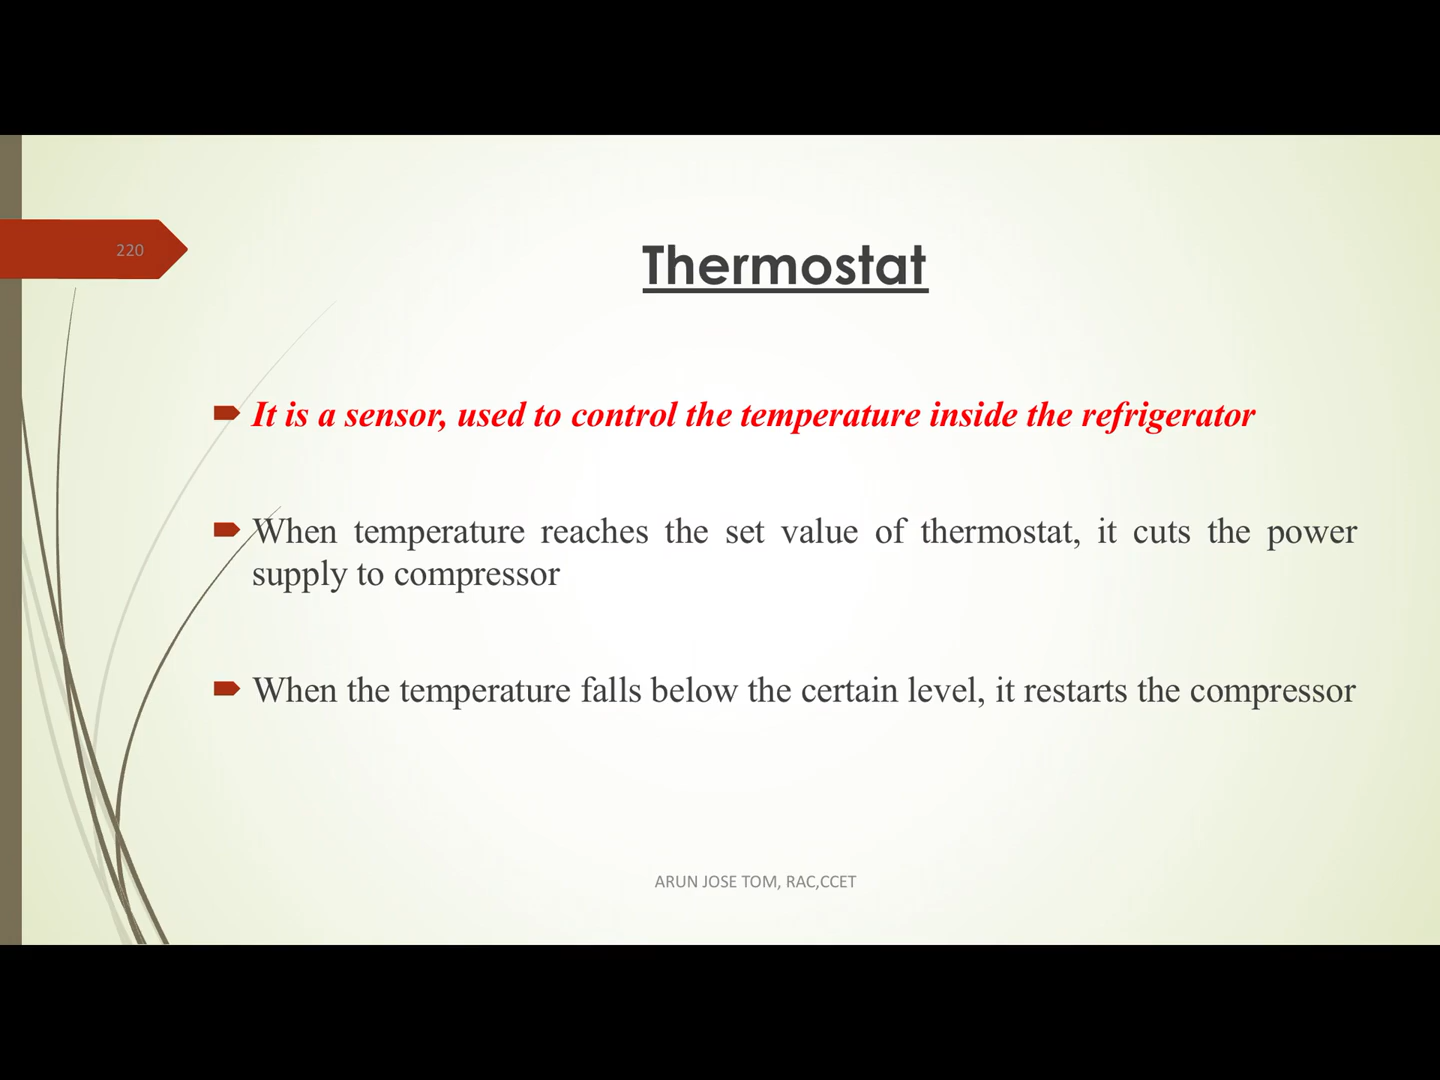 220
Thermostat
It is a sensor, used to control the temperature inside the refrigerator
When temperature reaches the set value of thermostat, it cuts the power
supply to compressor
When the temperature falls below the certain level, it restarts the compressor
ARUN JOSE TOM, RAC,CCET